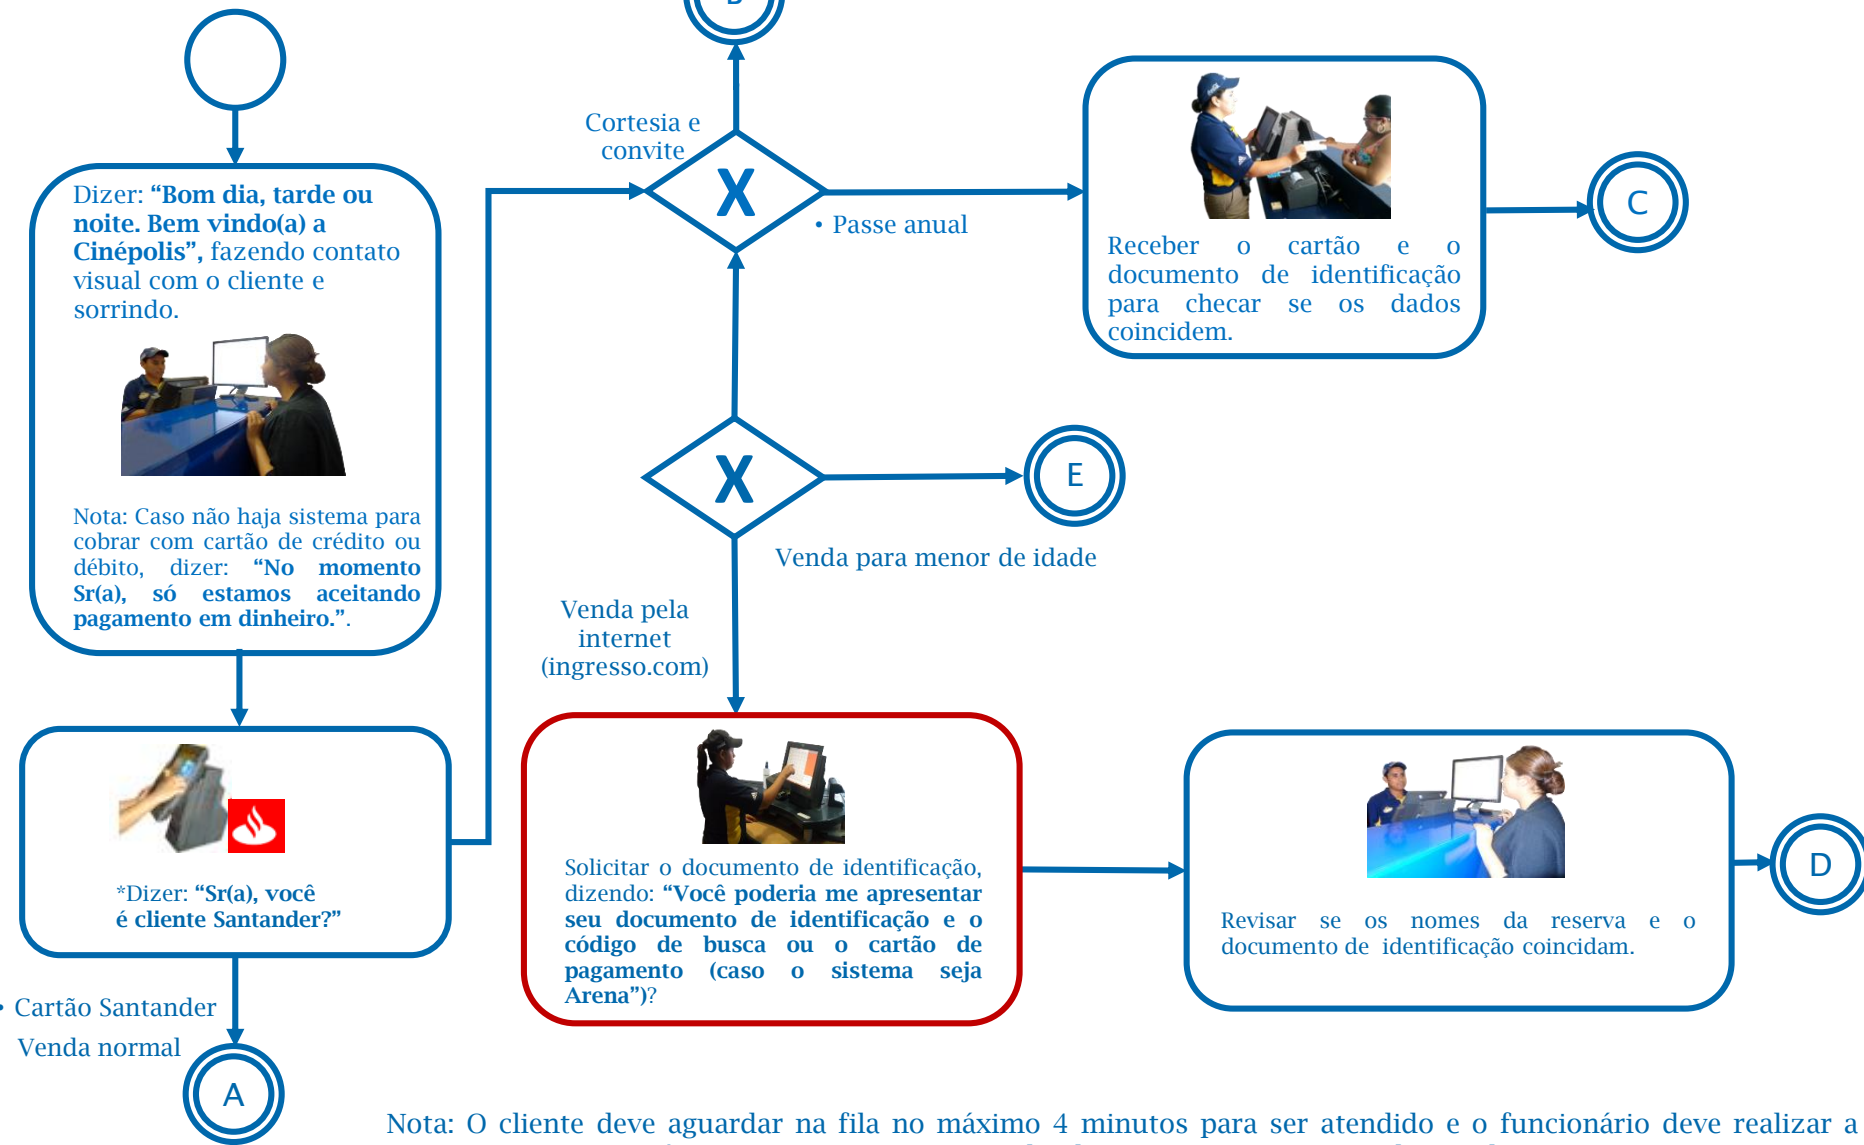 B
Dizer: “Bom dia, tarde ou
noite. Bem vindo(a) a
Cinépolis”, fazendo contato
visual com o cliente e
sorrindo.
Nota: Caso não haja sistema para
cobrar com cartão de crédito ou
débito, dizer: “No momento
Sr(a), só estamos aceitando
pagamento em dinheiro.”.
*Dizer: “Sr(a), você
é cliente Santander?”
• Cartão Santander
Venda normal
A
Cortesia e
convite
X
• Passe anual
Receber o cartão e o
documento de identificação
para checar se os dados
coincidem.
C
X
E
Venda para menor de idade
Venda pela
internet
(ingresso.com)
Solicitar o documento de identificação,
dizendo: “Você poderia me apresentar
seu documento de identificação e o
código de busca ou o cartão de
pagamento (caso o sistema seja
Arena”)?
Revisar se os nomes da reserva e o
documento de identificação coincidam.
D
Nota: O cliente deve aguardar na fila no máximo 4 minutos para ser atendido e o funcionário deve realizar a